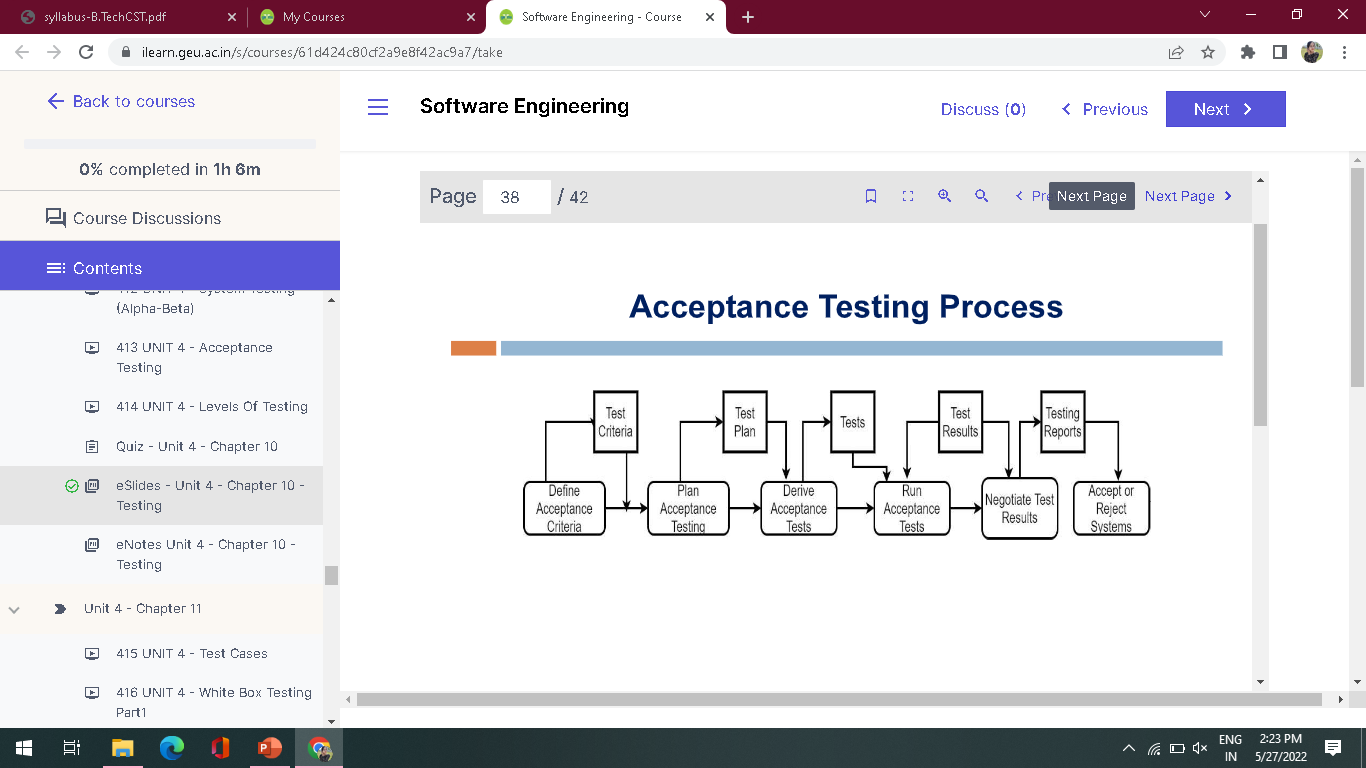 syllabus-B.TechCST.pdf
My Courses
Software Engineering - Course
ilearn.geu.ac.in/s/courses/61d424c80cf2a9e8f42ac9a7/take
Back to courses
0% completed in 1h 6m
Course Discussions
Contents
412 UNIT 4 - System Testing
(Alpha-Beta)
413 UNIT 4 - Acceptance
Testing
414 UNIT 4 - Levels Of Testing
Quiz - Unit 4 - Chapter 10
eSlides - Unit 4 - Chapter 10 -
Testing
eNotes Unit 4 - Chapter 10 -
Testing
Unit 4 - Chapter 11
415 UNIT 4 - Test Cases
416 UNIT 4 - White Box Testing
Part1
Software Engineering
Discuss (0)
Previous
Next
Page 38 / 42
Pre
Next Page
Next Page
Acceptance Testing Process
Test
Criteria
Test
Plan
Tests
Test
Results
Testing
Reports
Define
Acceptance
Criteria
Plan
Acceptance
Testing
Derive
Acceptance
Tests
Run
Acceptance
Tests
Negotiate Test
Results
Accept or
Reject
Systems
ENG
IN
2:23 PM
5/27/2022